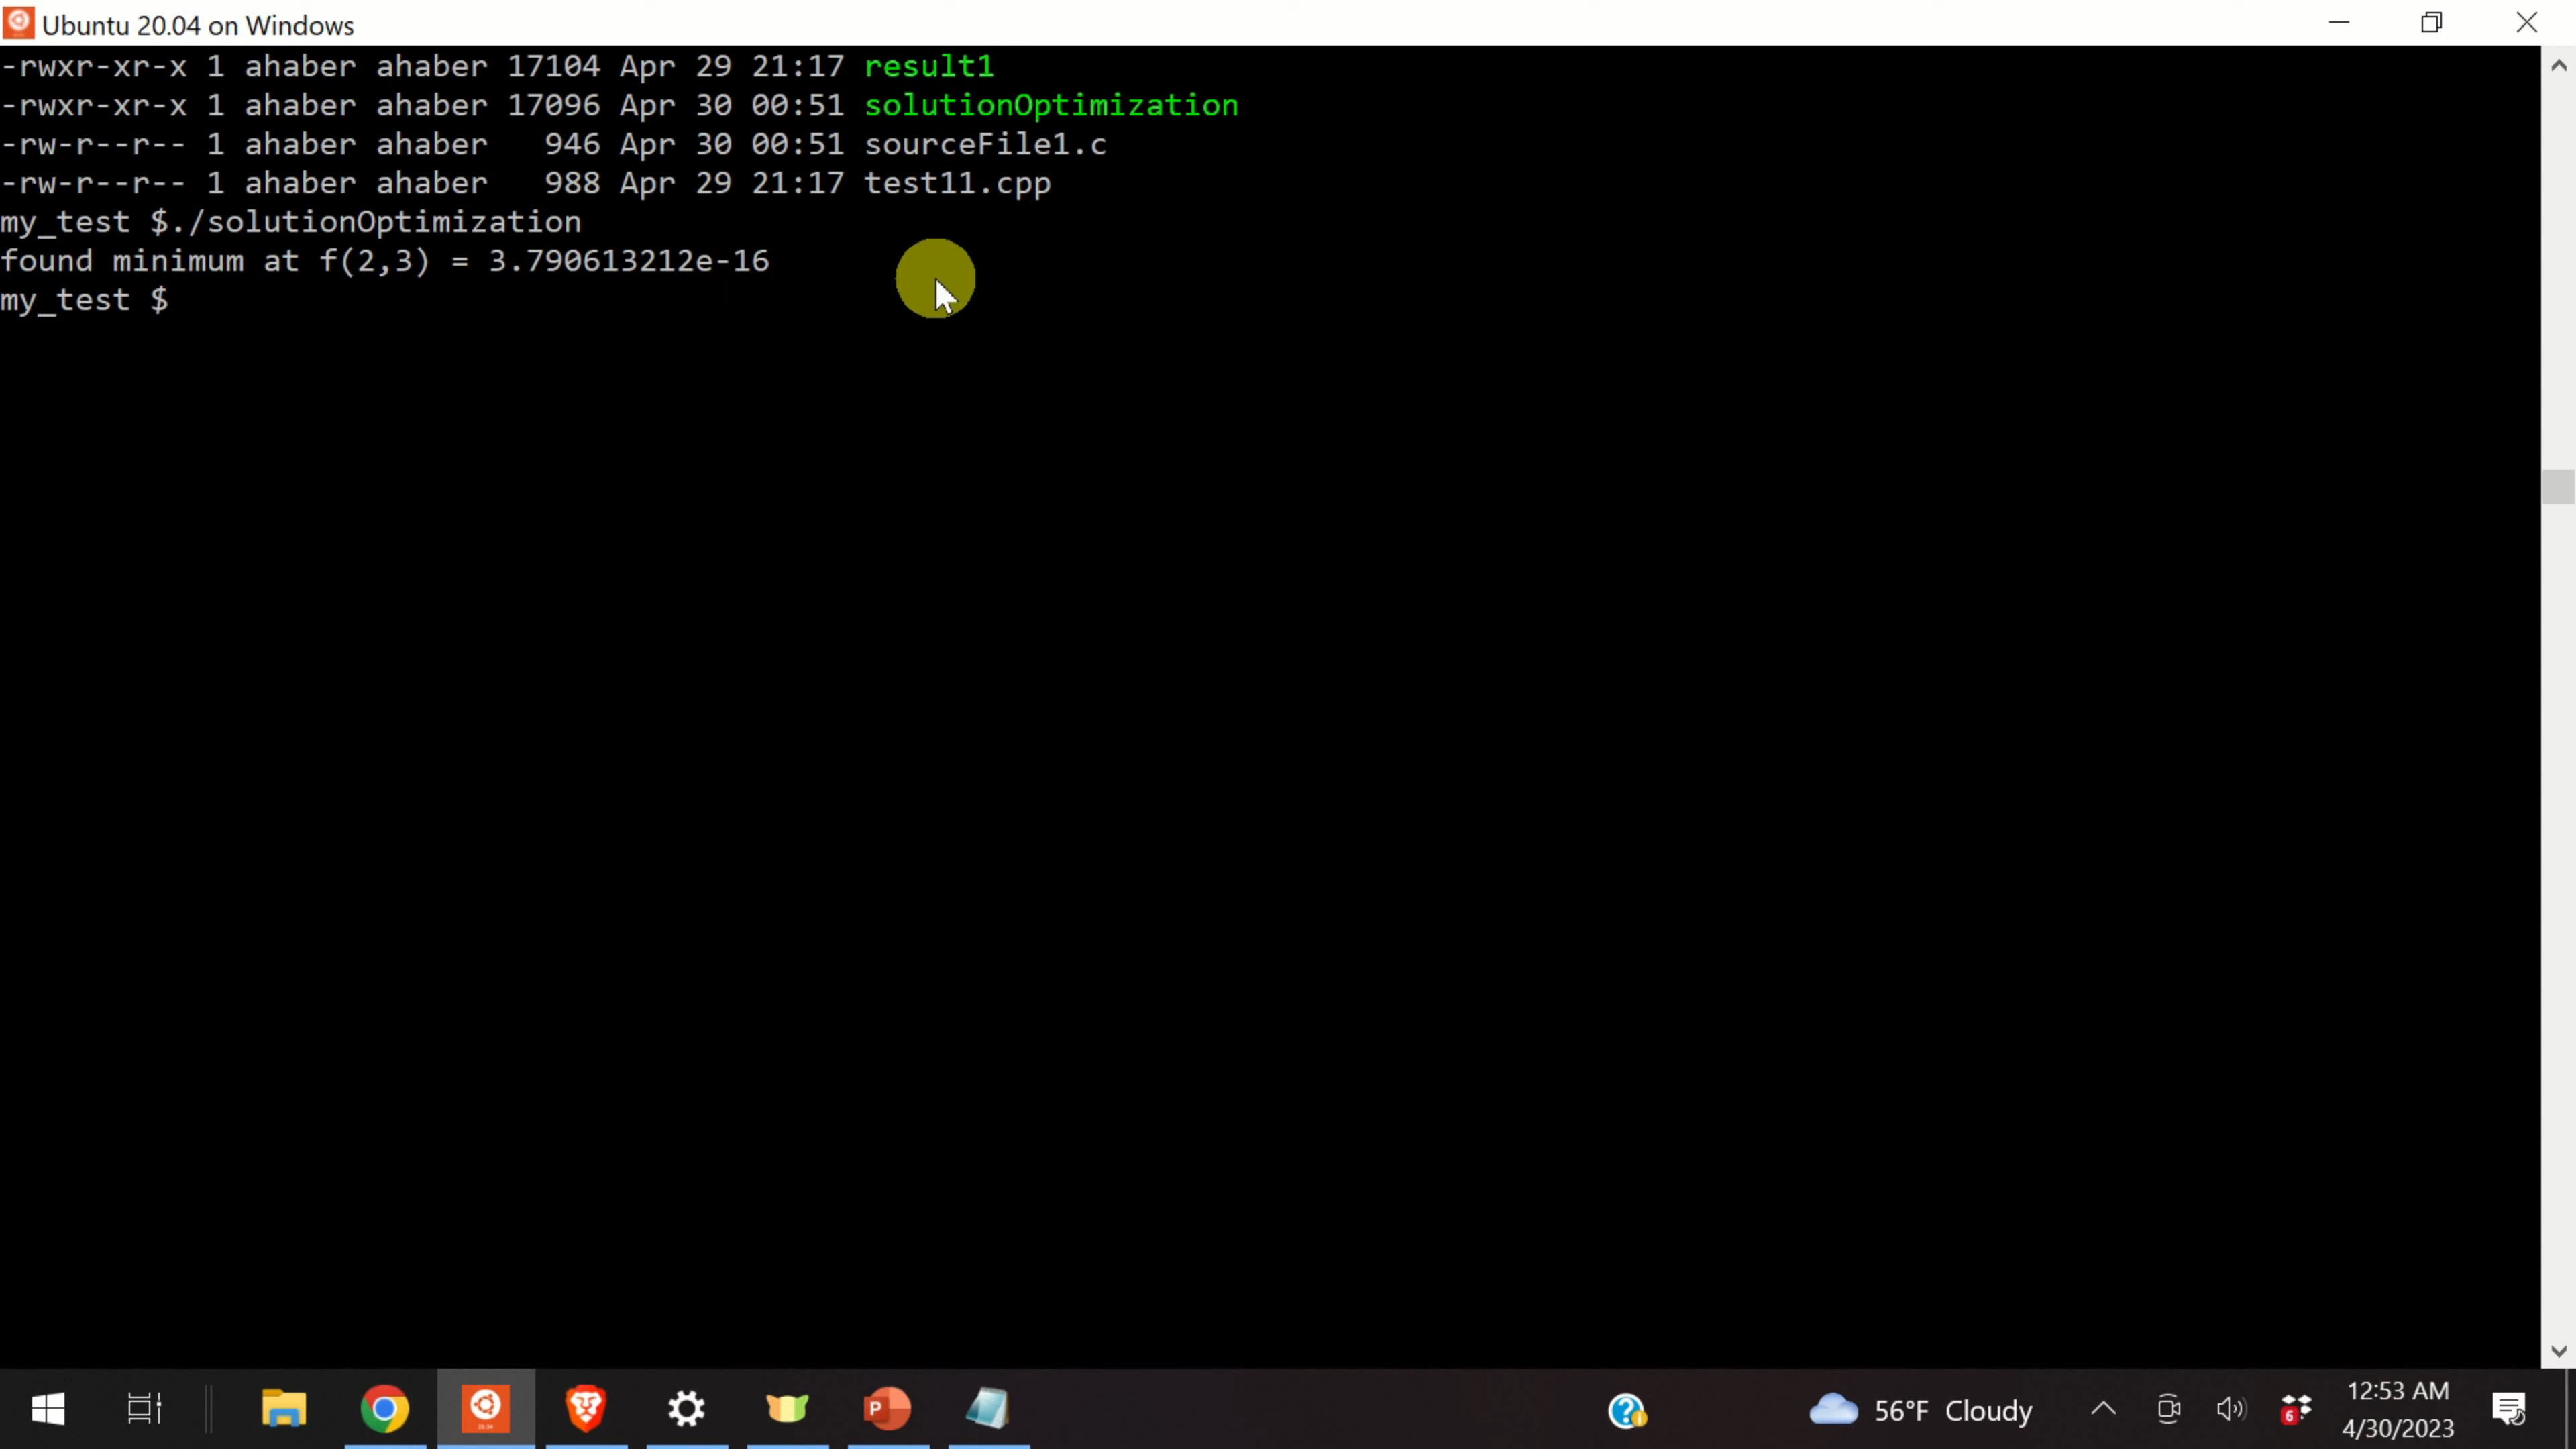 Ubuntu 20.04 on Windows
-rwxr-xr-x 1 ahaber ahaber 17104 Apr 29 21:17 result1
-rwxr-xr-x 1 ahaber ahaber 17096 Apr 30 00:51 solutionOptimization
-rw-r--r-- 1 ahaber ahaber   946 Apr 30 00:51 sourceFile1.c
-rw-r--r-- 1 ahaber ahaber   988 Apr 29 21:17 test11.cpp
my_test $./solutionOptimization
found minimum at f(2,3) = 3.790613212e-16
my_test $
56°F Cloudy
6
12:53 AM
4/30/2023
P